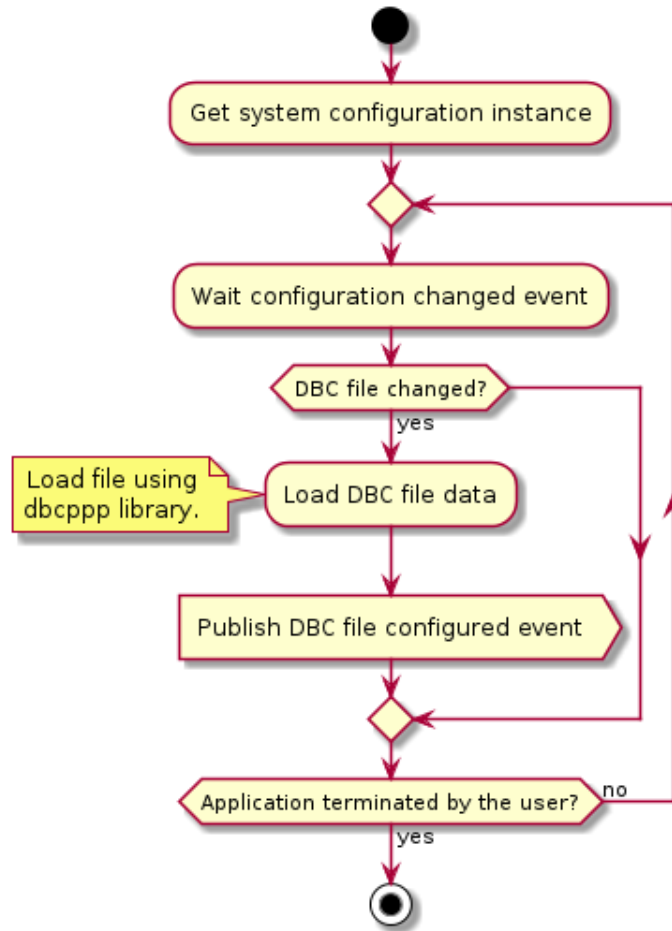 Get system configuration instance
Wait configuration changed event
DBC file changed?
yes
Load file using
dbcppp library.
Load DBC file data
Publish DBC file configured event
Application terminated by the user?
no
yes